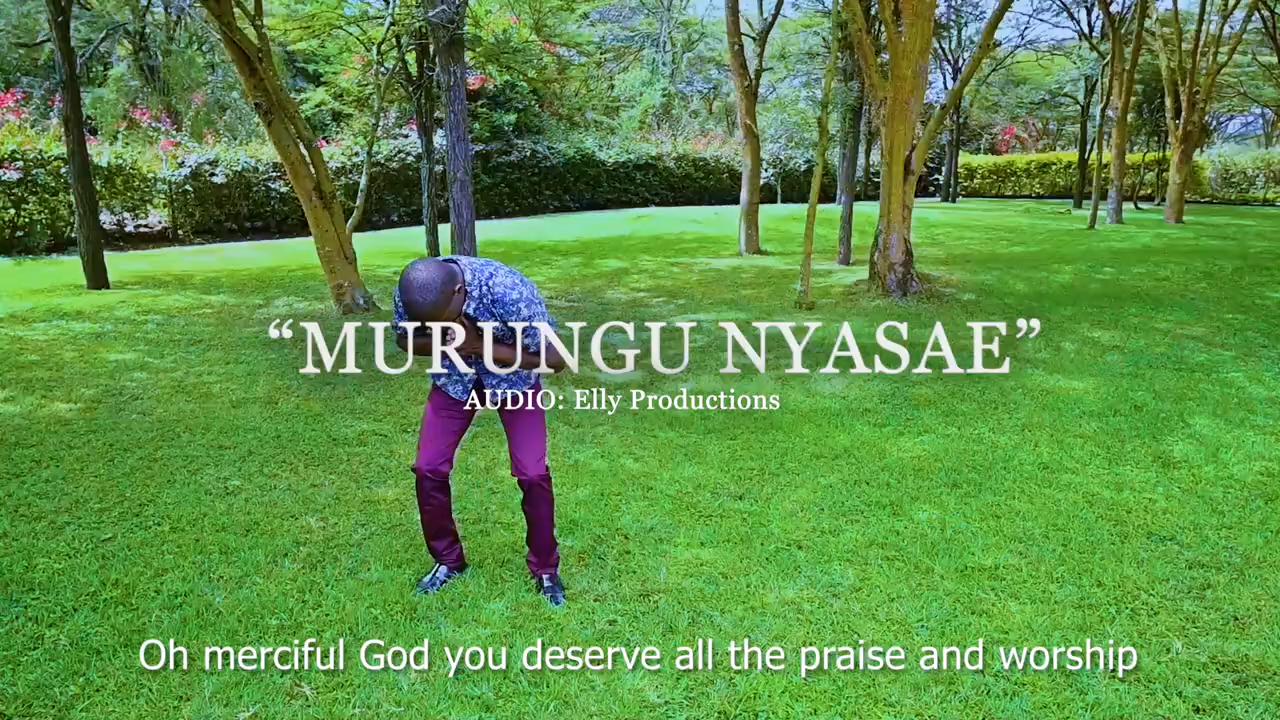 “MURUNGU NYASAE”
AUDIO: Elly Productions
Oh merciful God you deserve all the praise and worship